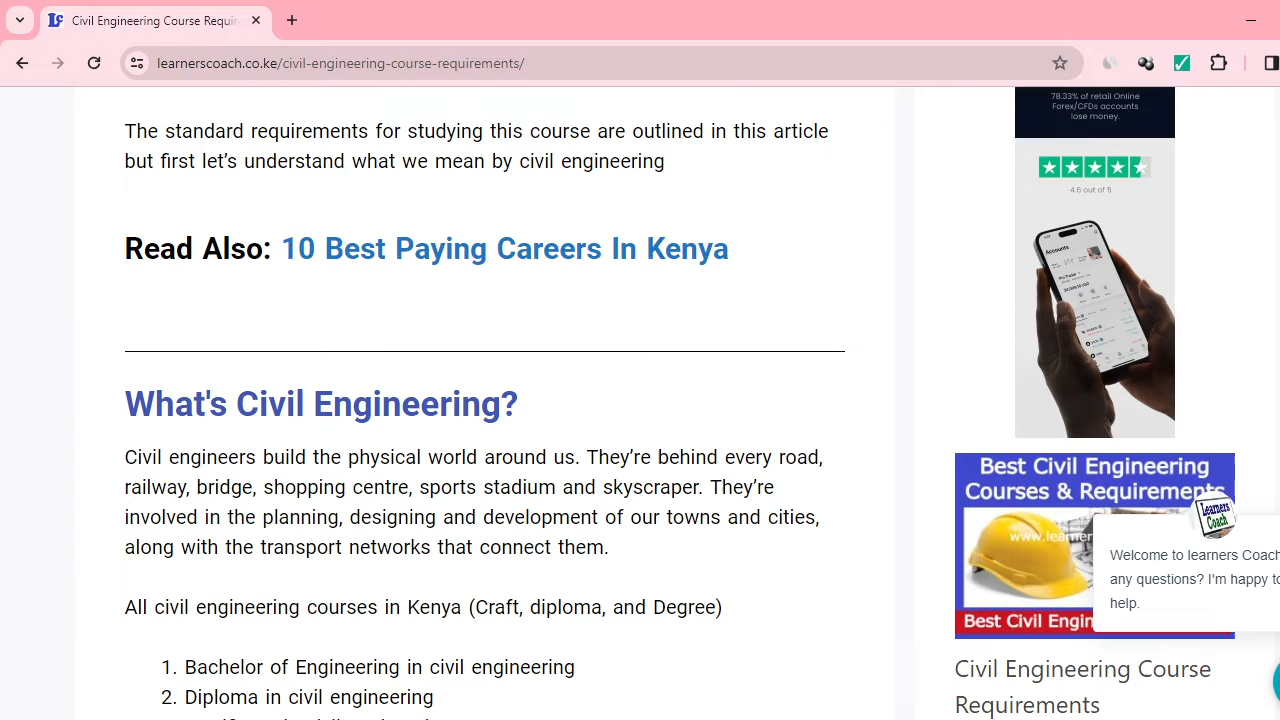 Civil Engineering Course Requir
learnerscoach.co.ke/civil-engineering-course-requirements/
The standard requirements for studying this course are outlined in this article
but first let's understand what we mean by civil engineering
Read Also: 10 Best Paying Careers In Kenya
What's Civil Engineering?
Civil engineers build the physical world around us. They're behind every road,
railway, bridge, shopping centre, sports stadium and skyscraper. They're
involved in the planning, designing and development of our towns and cities,
along with the transport networks that connect them.
All civil engineering courses in Kenya (Craft, diploma, and Degree)
1. Bachelor of Engineering in civil engineering
2. Diploma in civil engineering
78.33% of retail Online
Forex/CFDs accounts
lose money.
4.6 out of 5
Accounts
Best Civil Engineering
Courses & Requirements
www.learner
Best Civil Engin
Learners
Coach
Welcome to learners Coach
any questions? I'm happy to
help.
Civil Engineering Course
Requirements